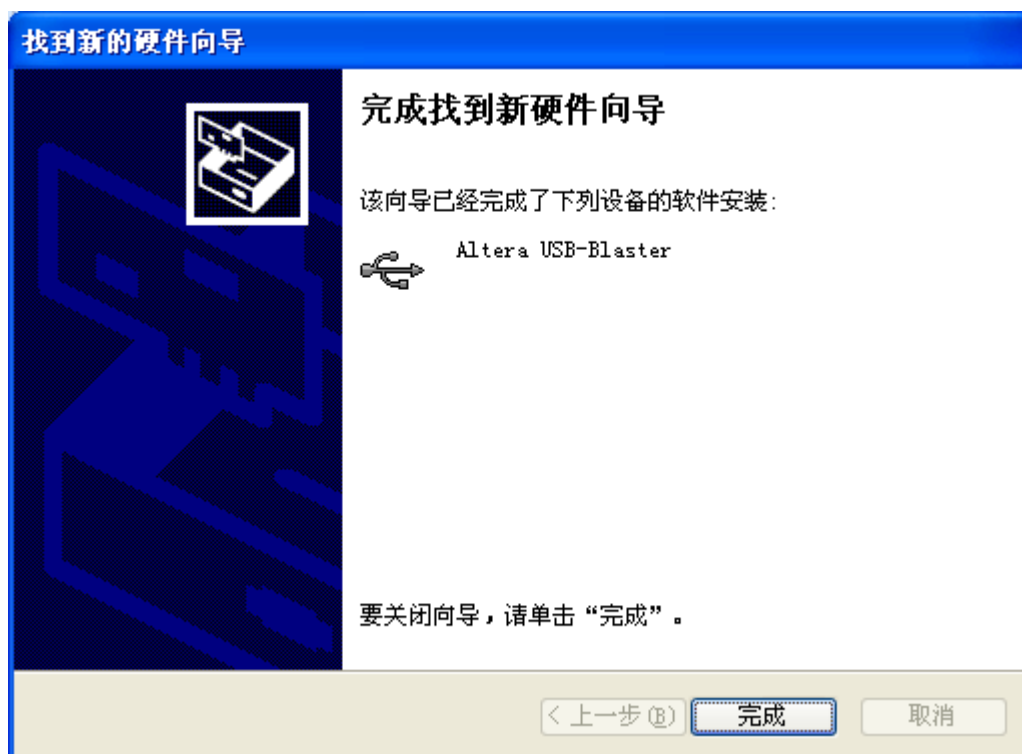 找到新的硬件向导
完成找到新硬件向导
该向导已经完成了下列设备的软件安装:
Altera USB-Blaster
要关闭向导,请单击“完成”。
< 上一步(B)
完成
取消